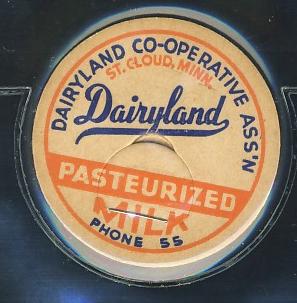 DAIRYLAND CO-OPERATIVE ASS'N
ST. CLOUD, MINN.
Dairyland
PASTEURIZED
MILK
PHONE 55